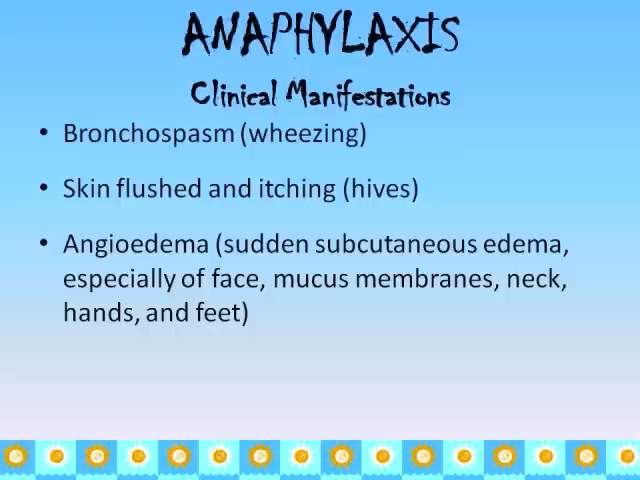 ANAPHYLAXIS
Clinical Manifestations
• Bronchospasm (wheezing)
• Skin flushed and itching (hives)
• Angioedema (sudden subcutaneous edema,
especially of face, mucus membranes, neck,
hands, and feet)